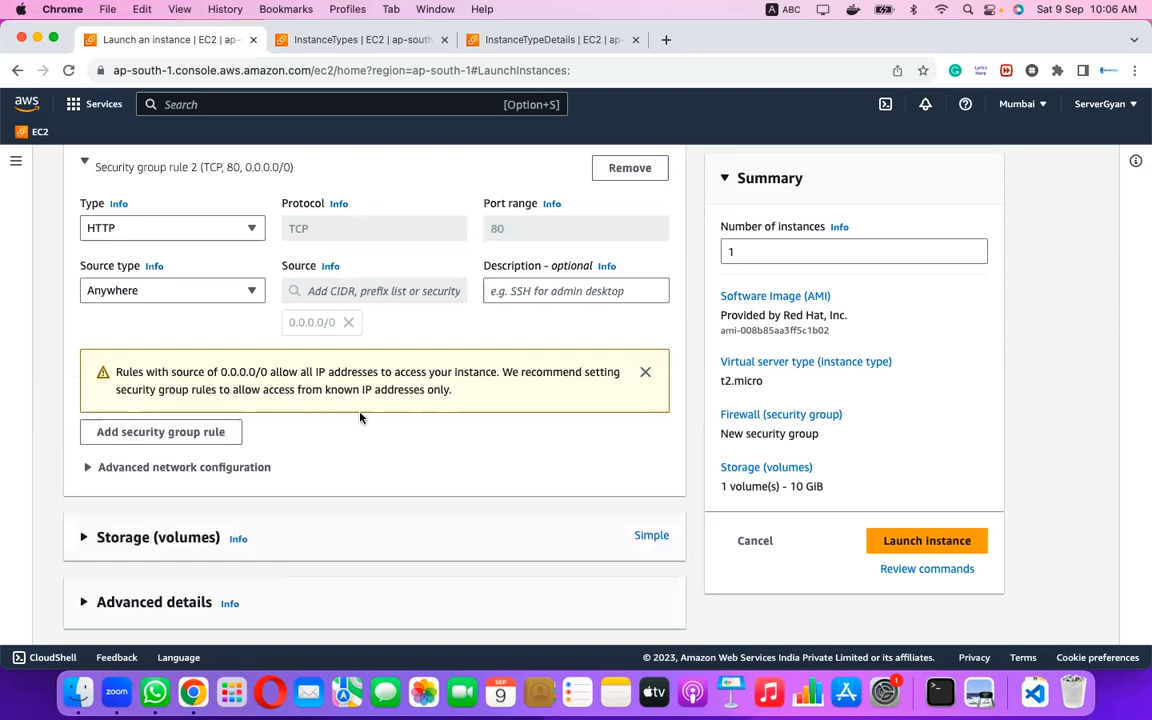 Chrome File Edit View History Bookmarks Profiles Tab Window Help A ABC Sat 9 Sep 10:06 AM
Launch an instance | EC2 | ap- InstanceTypes | EC2 | ap-south- InstanceTypeDetails | EC2 | ap-
ap-south-1.console.aws.amazon.com/ec2/home?region=ap-south-1#LaunchInstances:
aws Services Search [Option+S] Mumbai ServerGyan
EC2
Security group rule 2 (TCP, 80, 0.0.0.0/0)
Remove
Type Info Protocol Info Port range Info
HTTP TCP 80
Source type Info Source Info Description - optional Info
Anywhere Add CIDR, prefix list or security e.g. SSH for admin desktop
0.0.0.0/0
Rules with source of 0.0.0.0/0 allow all IP addresses to access your instance. We recommend setting
security group rules to allow access from known IP addresses only.
Add security group rule
Advanced network configuration
Storage (volumes) Info Simple
Advanced details Info
Summary
Number of instances Info
1
Software Image (AMI)
Provided by Red Hat, Inc.
ami-008b85aa3ff5c1b02
Virtual server type (instance type)
t2.micro
Firewall (security group)
New security group
Storage (volumes)
1 volume(s) - 10 GiB
Cancel Launch instance
Review commands
CloudShell Feedback Language © 2023, Amazon Web Services India Private Limited or its affiliates. Privacy Terms Cookie preferences
zoom SEP 9 tv 1